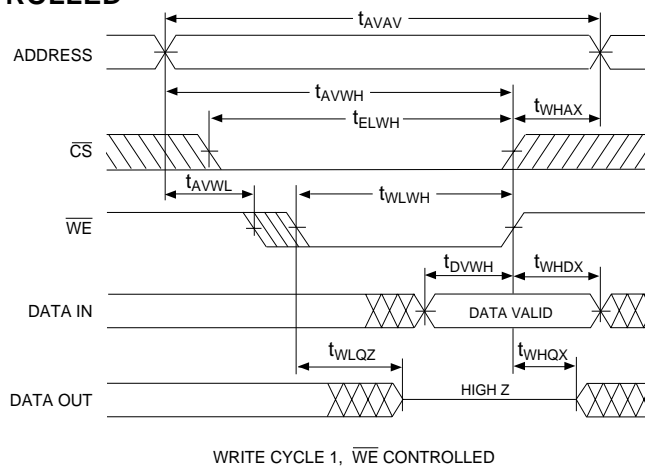 tAVAV
ADDRESS
tAVWH
tELWH
tWHAX
CS
tAVWL
tWLWH
WE
tDVWH
tWHDX
DATA IN
DATA VALID
tWLQZ
tWHQX
DATA OUT
HIGH Z
WRITE CYCLE 1, WE CONTROLLED